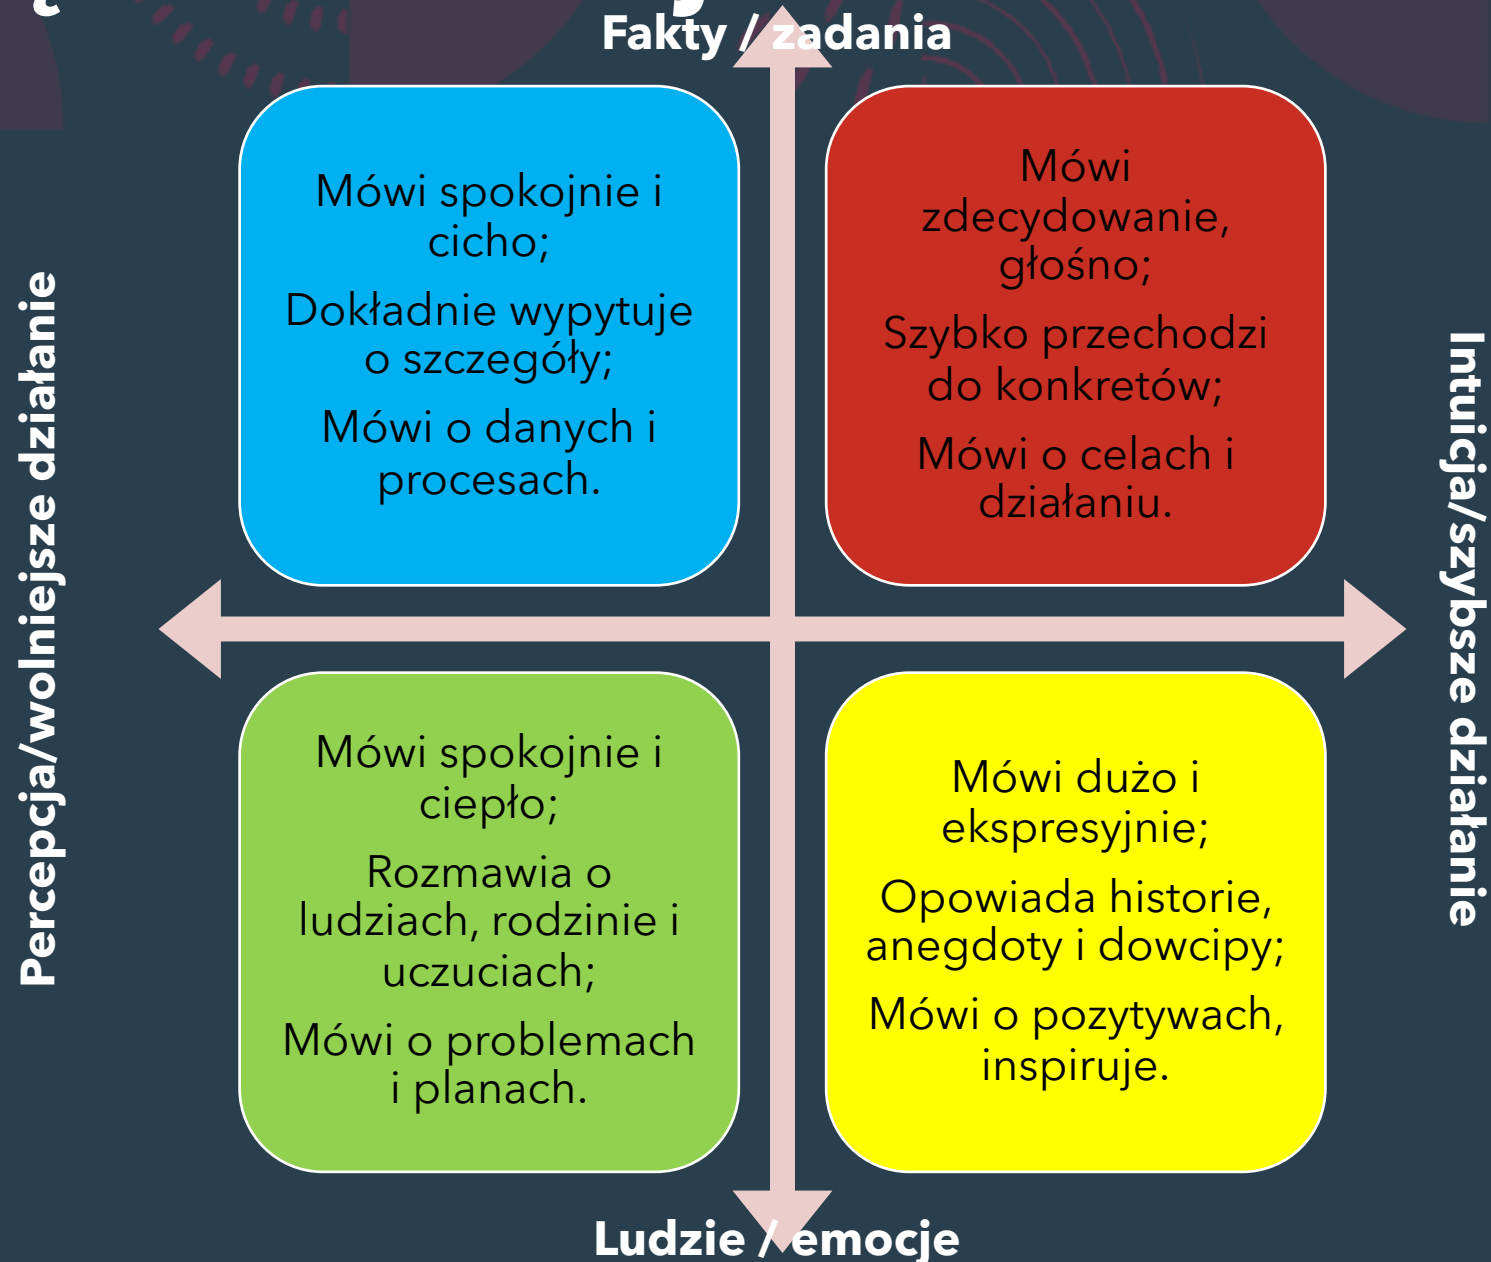 Fakty / zadania
Mówi spokojnie i
cicho;
Dokładnie wypytuje
o szczegóły;
Mówi o danych i
procesach.
Mówi
zdecydowanie,
głośno;
Szybko przechodzi
do konkretów;
Mówi o celach i
działaniu.
Percepcja/wolniejsze działanie
Intuicja/szybsze działanie
Mówi spokojnie i
ciepło;
Rozmawia o
ludziach, rodzinie i
uczuciach;
Mówi o problemach
i planach.
Mówi dużo i
ekspresyjnie;
Opowiada historie,
anegdoty i dowcipy;
Mówi o pozytywach,
inspiruje.
Ludzie / emocje